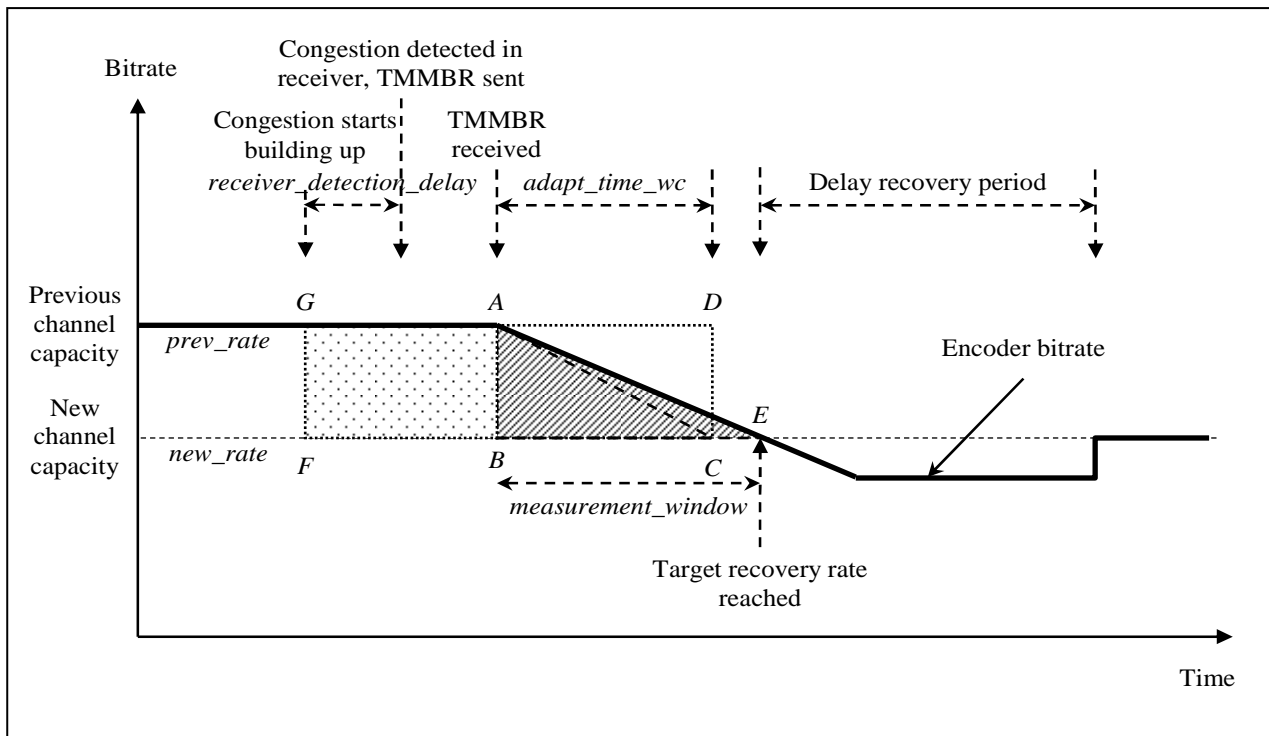 Congestion detected in
receiver, TMMBR sent
Bitrate
Congestion starts
building up
TMMBR
received
receiver_detection_delay
adapt_time_wc
Delay recovery period
Previous
channel
capacity
G
A
D
prev_rate
Encoder bitrate
New
channel
capacity
E
new_rate
F
B
C
measurement_window
Target recovery rate
reached
Time